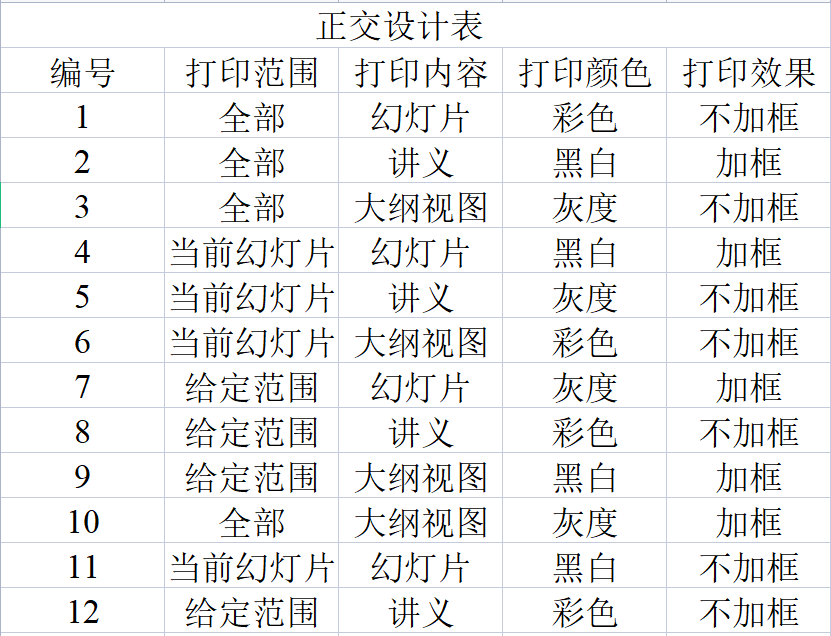 正交设计表
编号 打印范围 打印内容 打印颜色 打印效果
1 全部 幻灯片 彩色 不加框
2 全部 讲义 黑白 加框
3 全部 大纲视图 灰度 不加框
4 当前幻灯片 幻灯片 黑白 加框
5 当前幻灯片 讲义 灰度 不加框
6 当前幻灯片 大纲视图 彩色 不加框
7 给定范围 幻灯片 灰度 加框
8 给定范围 讲义 彩色 不加框
9 给定范围 大纲视图 黑白 加框
10 全部 大纲视图 灰度 加框
11 当前幻灯片 幻灯片 黑白 不加框
12 给定范围 讲义 彩色 不加框